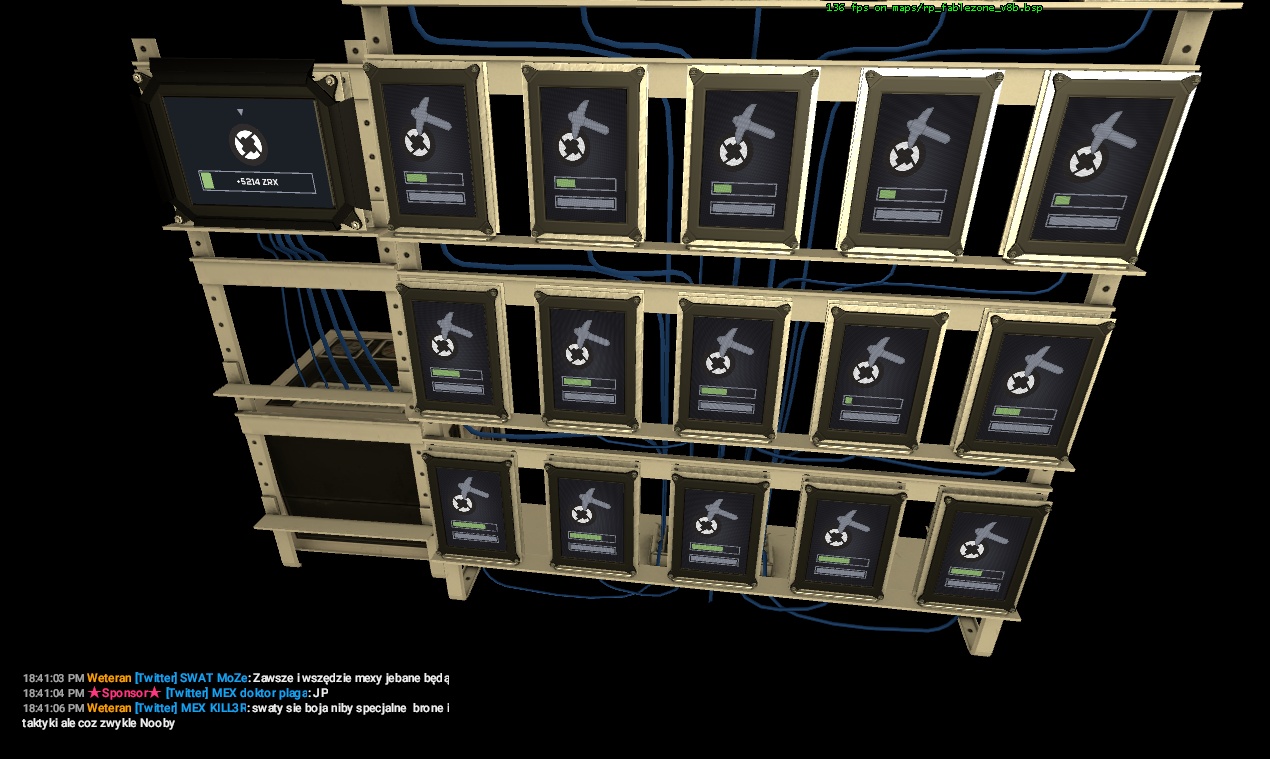 136 fps on maps/rp_fablezone_v8b.bsp
+5214 ZRX
18:41:03 PM Weteran [Twitter] SWAT MoZe: Zawsze i wszędzie mexy jebane będą
18:41:04 PM ★Sponsor★ [Twitter] MEX doktor plaga: JP
18:41:06 PM Weteran [Twitter] MEX KILL3R: swaty sie boja niby specjalne brone i
taktyki ale coz zwykle Nooby